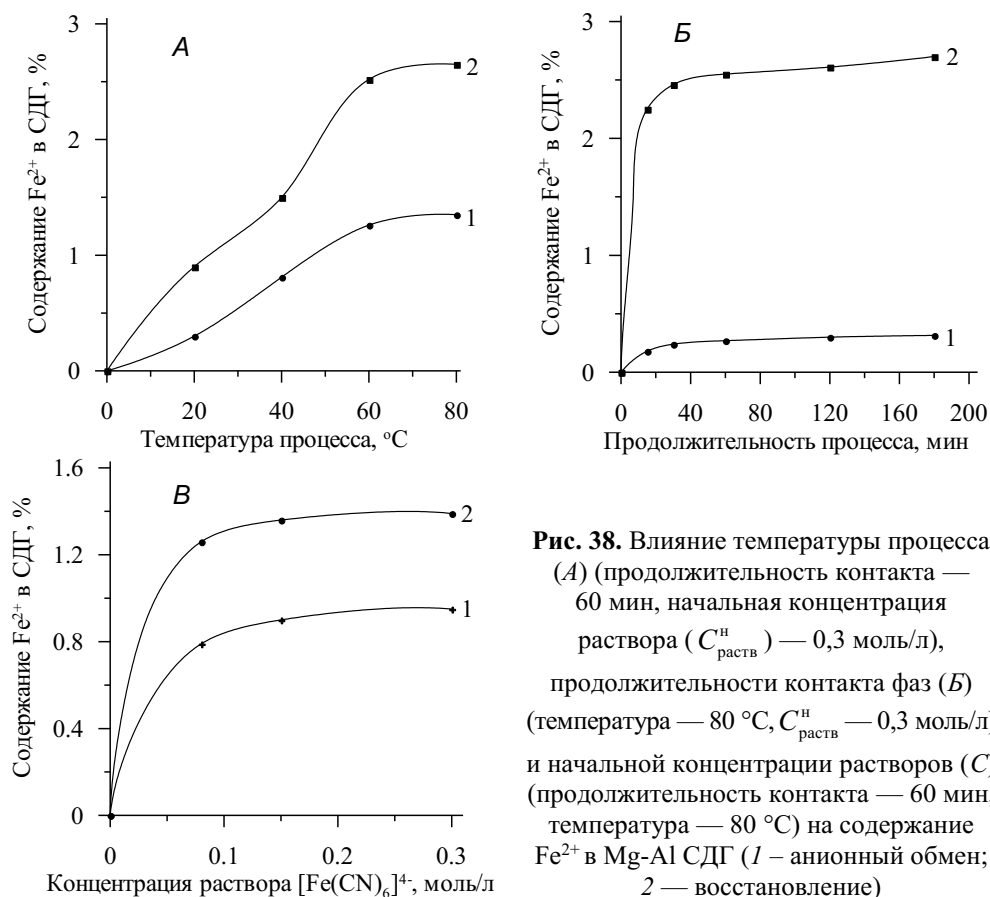 А
Содержание Fe²⁺ в СДГ, %
3
2
1
0
2
1
0 20 40 60 80
Температура процесса, °С
Б
Содержание Fe²⁺ в СДГ, %
3
2
1
0
2
1
0 40 80 120 160 200
Продолжительность процесса, мин
В
Содержание Fe²⁺ в СДГ, %
1.6
1.2
0.8
0.4
0
2
1
0 0.1 0.2 0.3
Концентрация раствора [Fe(CN)₆]⁴⁻, моль/л
Рис. 38. Влияние температуры процесса
(А) (продолжительность контакта —
60 мин, начальная концентрация
раствора ( Cⁿраств ) — 0,3 моль/л),
продолжительности контакта фаз (Б)
(температура — 80 °С, Cⁿраств — 0,3 моль/л)
и начальной концентрации растворов (С)
(продолжительность контакта — 60 мин,
температура — 80 °С) на содержание
Fe²⁺ в Mg-Al СДГ (1 – анионный обмен;
2 — восстановление)